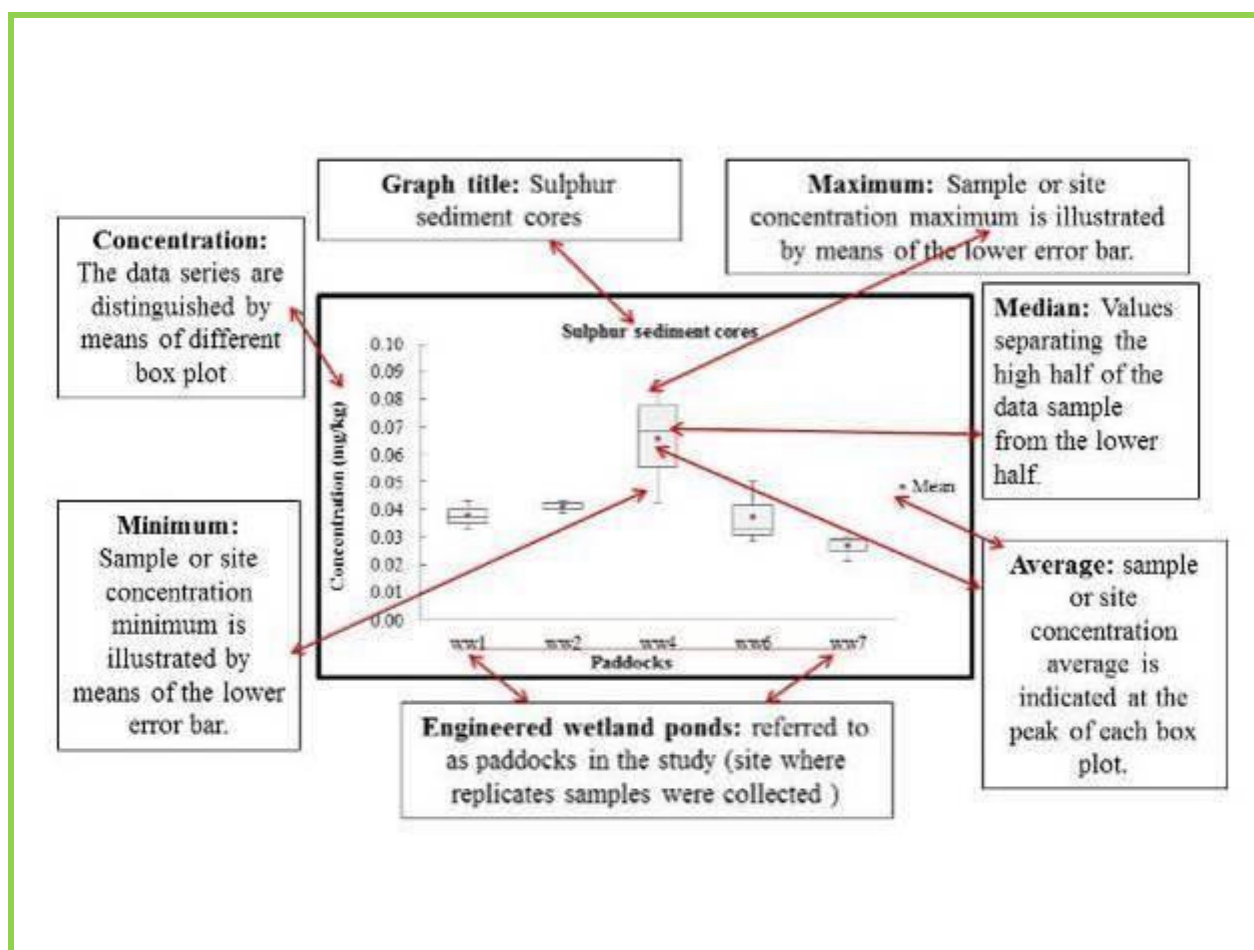 Graph title: Sulphur
sediment cores
Maximum: Sample or site
concentration maximum is illustrated
by means of the lower error bar.
Concentration:
The data series are
distinguished by
means of different
box plot
Median: Values
separating the
high half of the
data sample
from the lower
half.
Sulphur sediment cores
0.10
0.09
0.08
0.07
0.06
0.05
0.04
0.03
0.02
0.01
0.00
Concentration (mg/kg)
Mean
ww1 ww2 ww4 ww6 ww7
Paddocks
Minimum:
Sample or site
concentration
minimum is
illustrated by
means of the lower
error bar.
Average: sample
or site
concentration
average is
indicated at the
peak of each box
plot.
Engineered wetland ponds: referred to
as paddocks in the study (site where
replicates samples were collected )